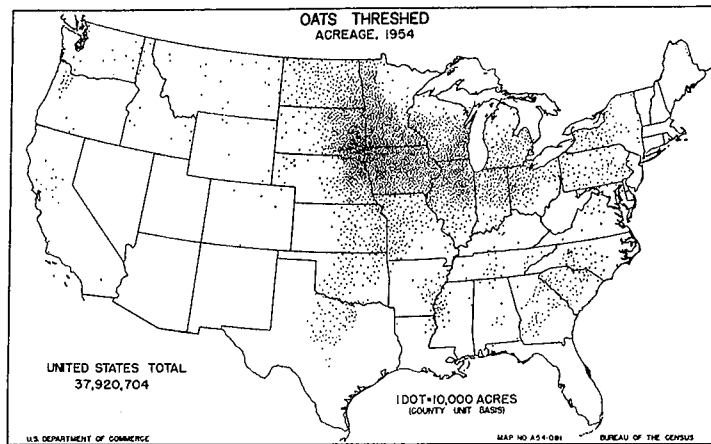 OATS THRESHED
ACREAGE, 1954
UNITED STATES TOTAL
37,920,704
1 DOT=10,000 ACRES
(COUNTY UNIT BASIS)
U.S. DEPARTMENT OF COMMERCE
MAP NO A54-091
BUREAU OF THE CENSUS